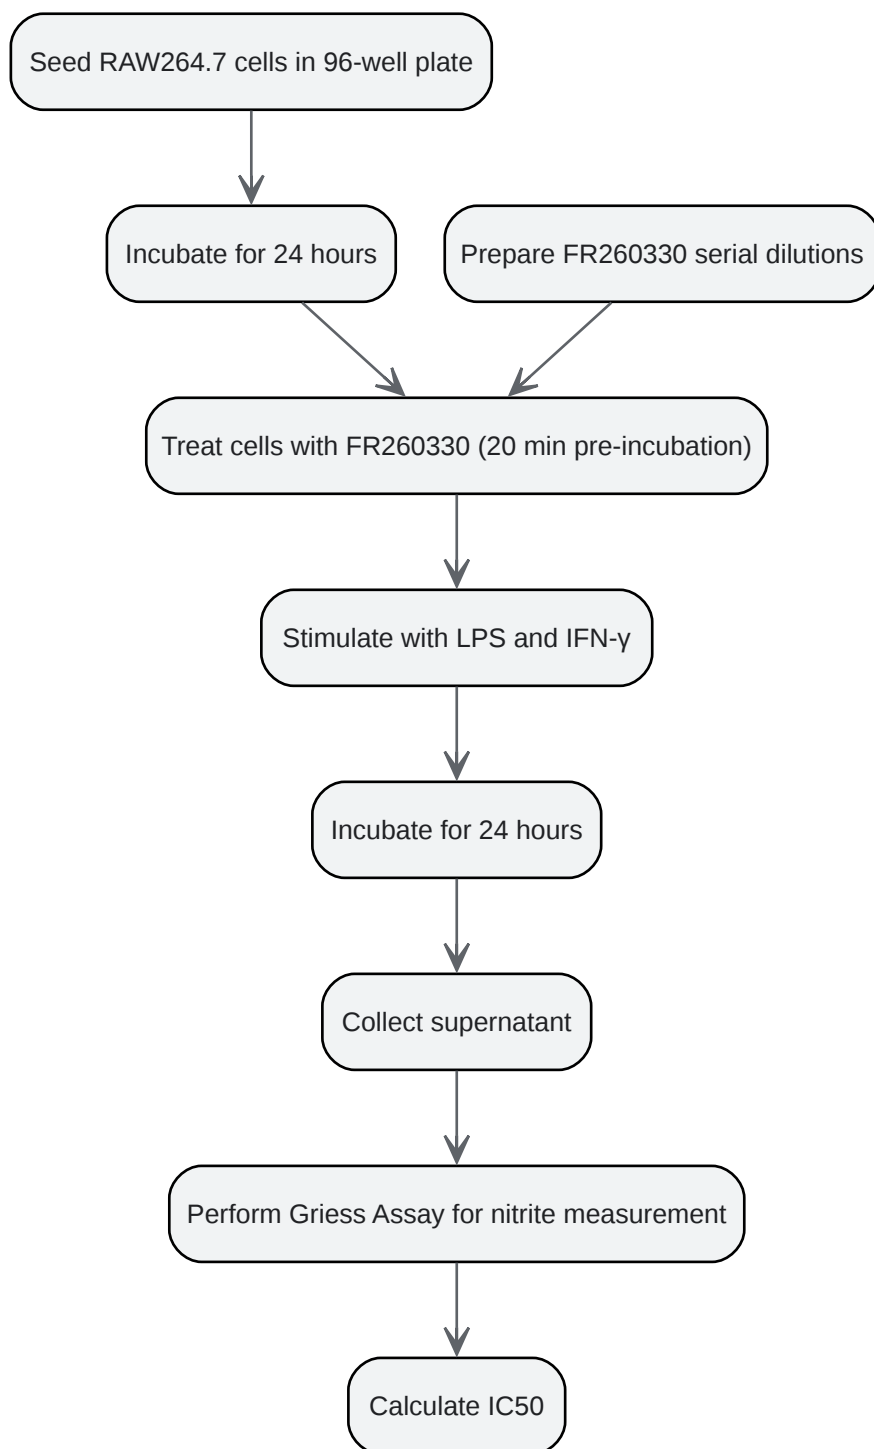 Seed RAW264.7 cells in 96-well plate
Incubate for 24 hours
Prepare FR260330 serial dilutions
Treat cells with FR260330 (20 min pre-incubation)
Stimulate with LPS and IFN-γ
Incubate for 24 hours
Collect supernatant
Perform Griess Assay for nitrite measurement
Calculate IC50